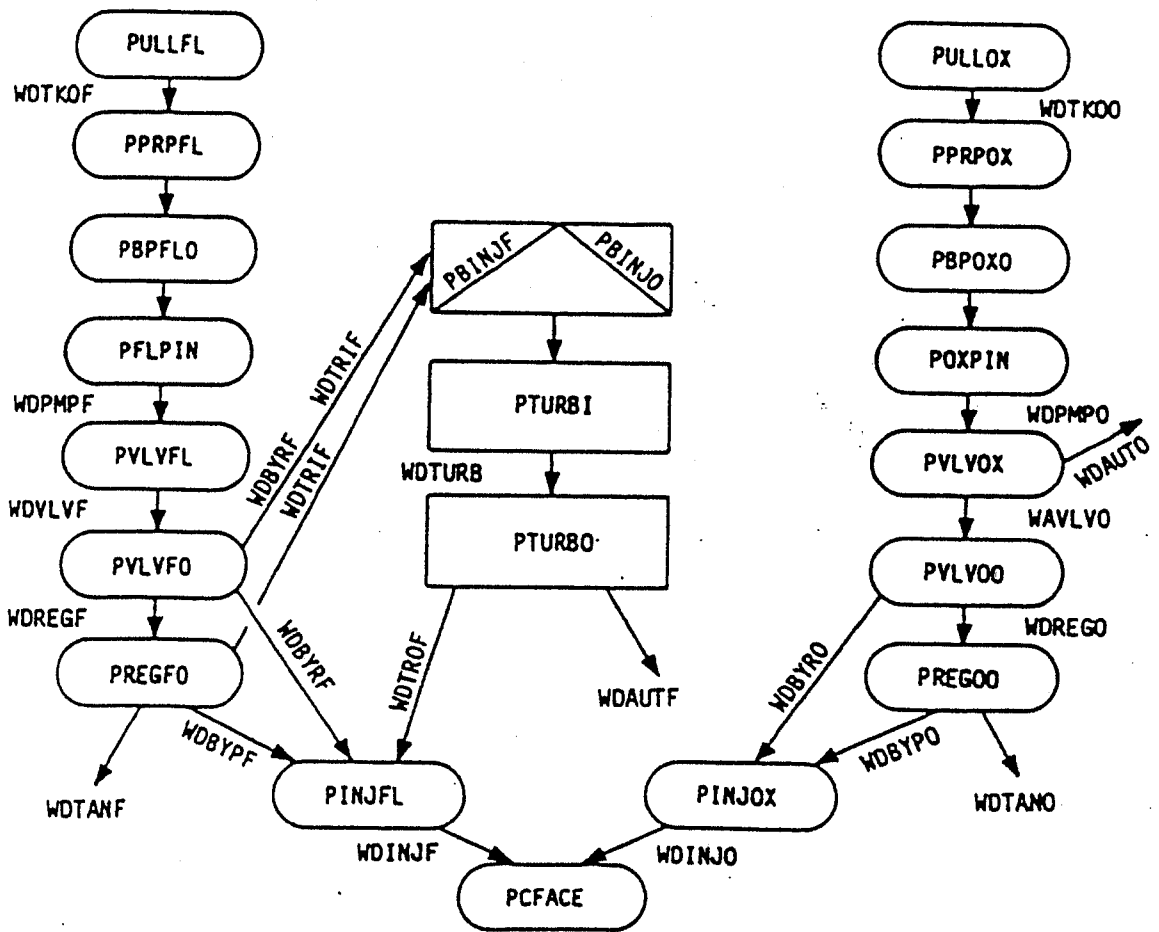 PULLFL
PULLOX
WDTKOF
WDTKOO
PPRPFL
PPRPOX
PBPFLO
PBINJF
PBINJO
PBPOXO
PFLPIN
POXPIN
WDTRIF
PTURBI
WDPMPF
WDPMPO
WDBYRF
WDTRIF
PVLVFL
PVLVOX
WDAUTO
WDTURB
WDVLVF
WAVLVO
PVLVFO
PTURBO
PVLVOO
WDREGF
WDREGO
WDBYRF
WDTROF
WDBYRO
PREGFO
PREGOO
WDAUTF
WDBYPF
WDBYPO
WDTANF
PINJFL
PINJOX
WDTANO
WDINJF
WDINJO
PCFACE